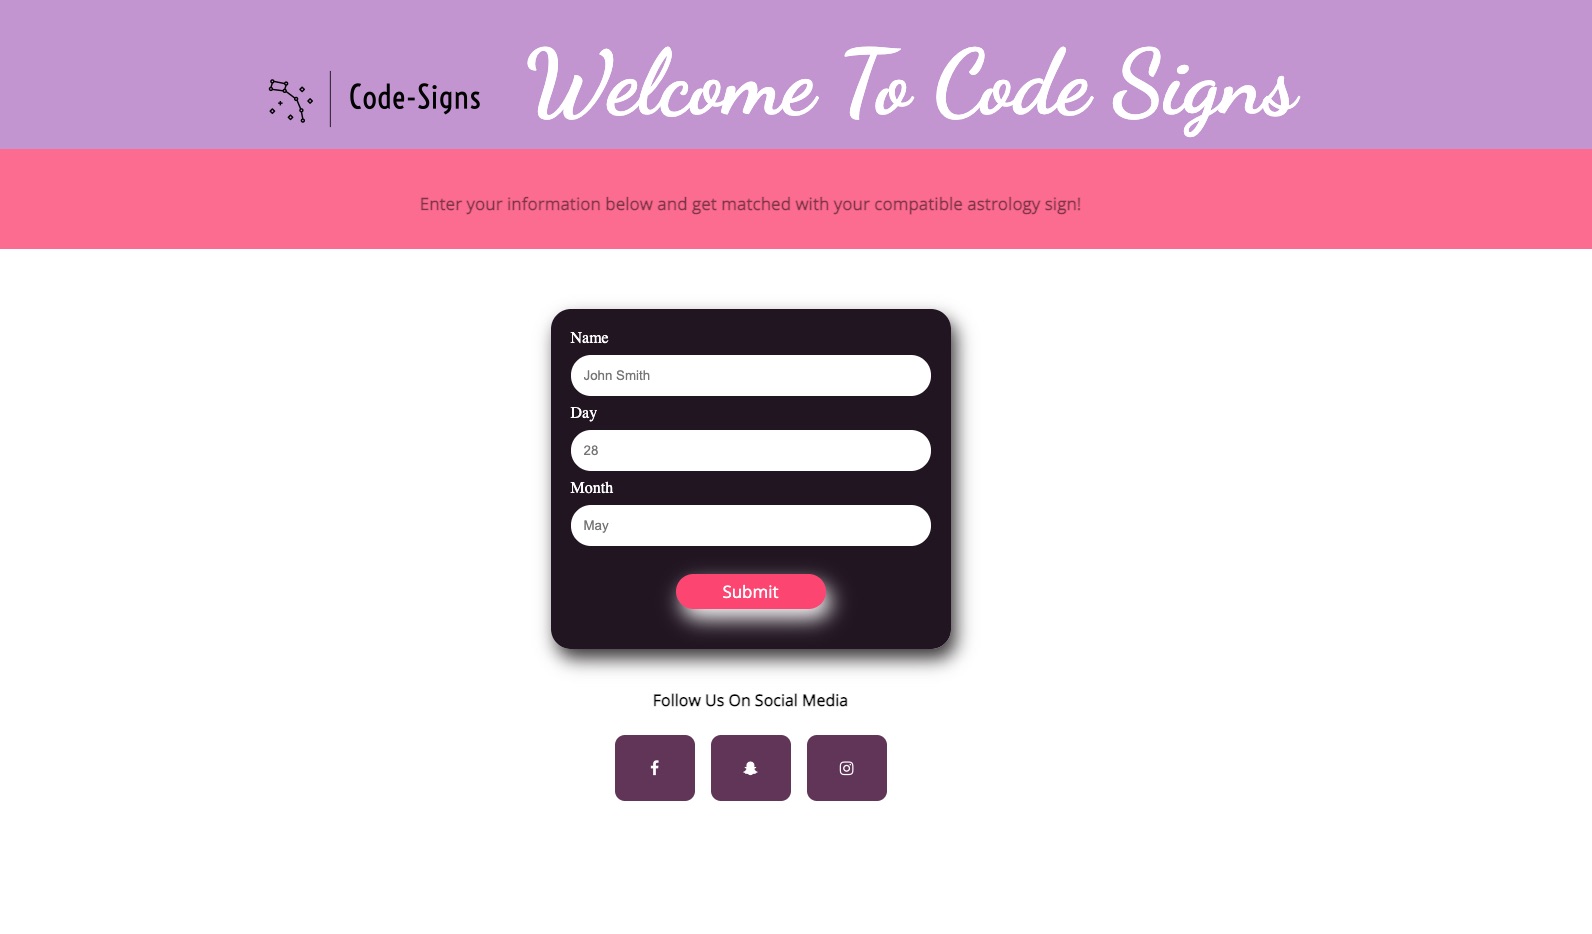 Code-Signs
Welcome To Code Signs
Enter your information below and get matched with your compatible astrology sign!
Name
John Smith
Day
28
Month
May
Submit
Follow Us On Social Media